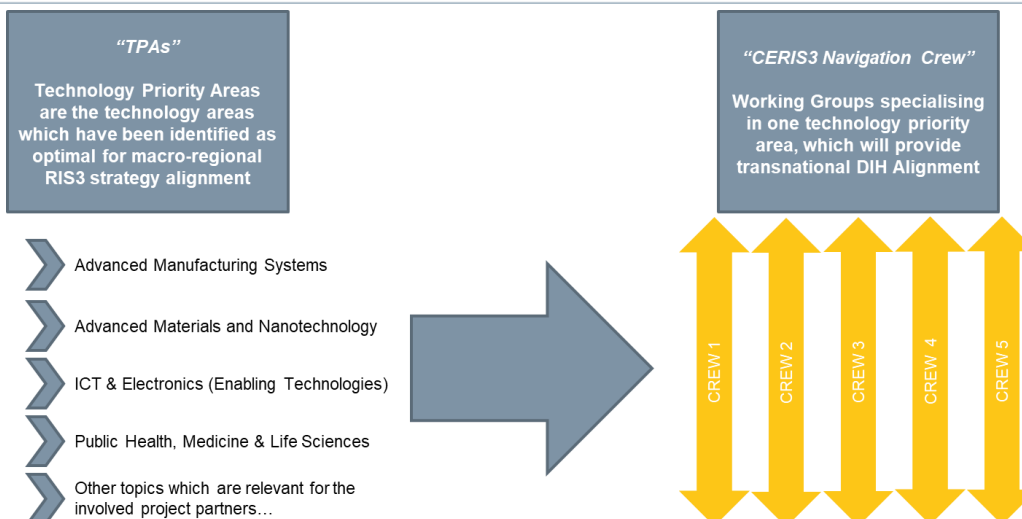 “TPAs”
Technology Priority Areas
are the technology areas
which have been identified as
optimal for macro-regional
RIS3 strategy alignment
“CERIS3 Navigation Crew”
Working Groups specialising
in one technology priority
area, which will provide
transnational DIH Alignment
Advanced Manufacturing Systems
Advanced Materials and Nanotechnology
ICT & Electronics (Enabling Technologies)
Public Health, Medicine & Life Sciences
Other topics which are relevant for the
involved project partners…
CREW 1
CREW 2
CREW 3
CREW 4
CREW 5